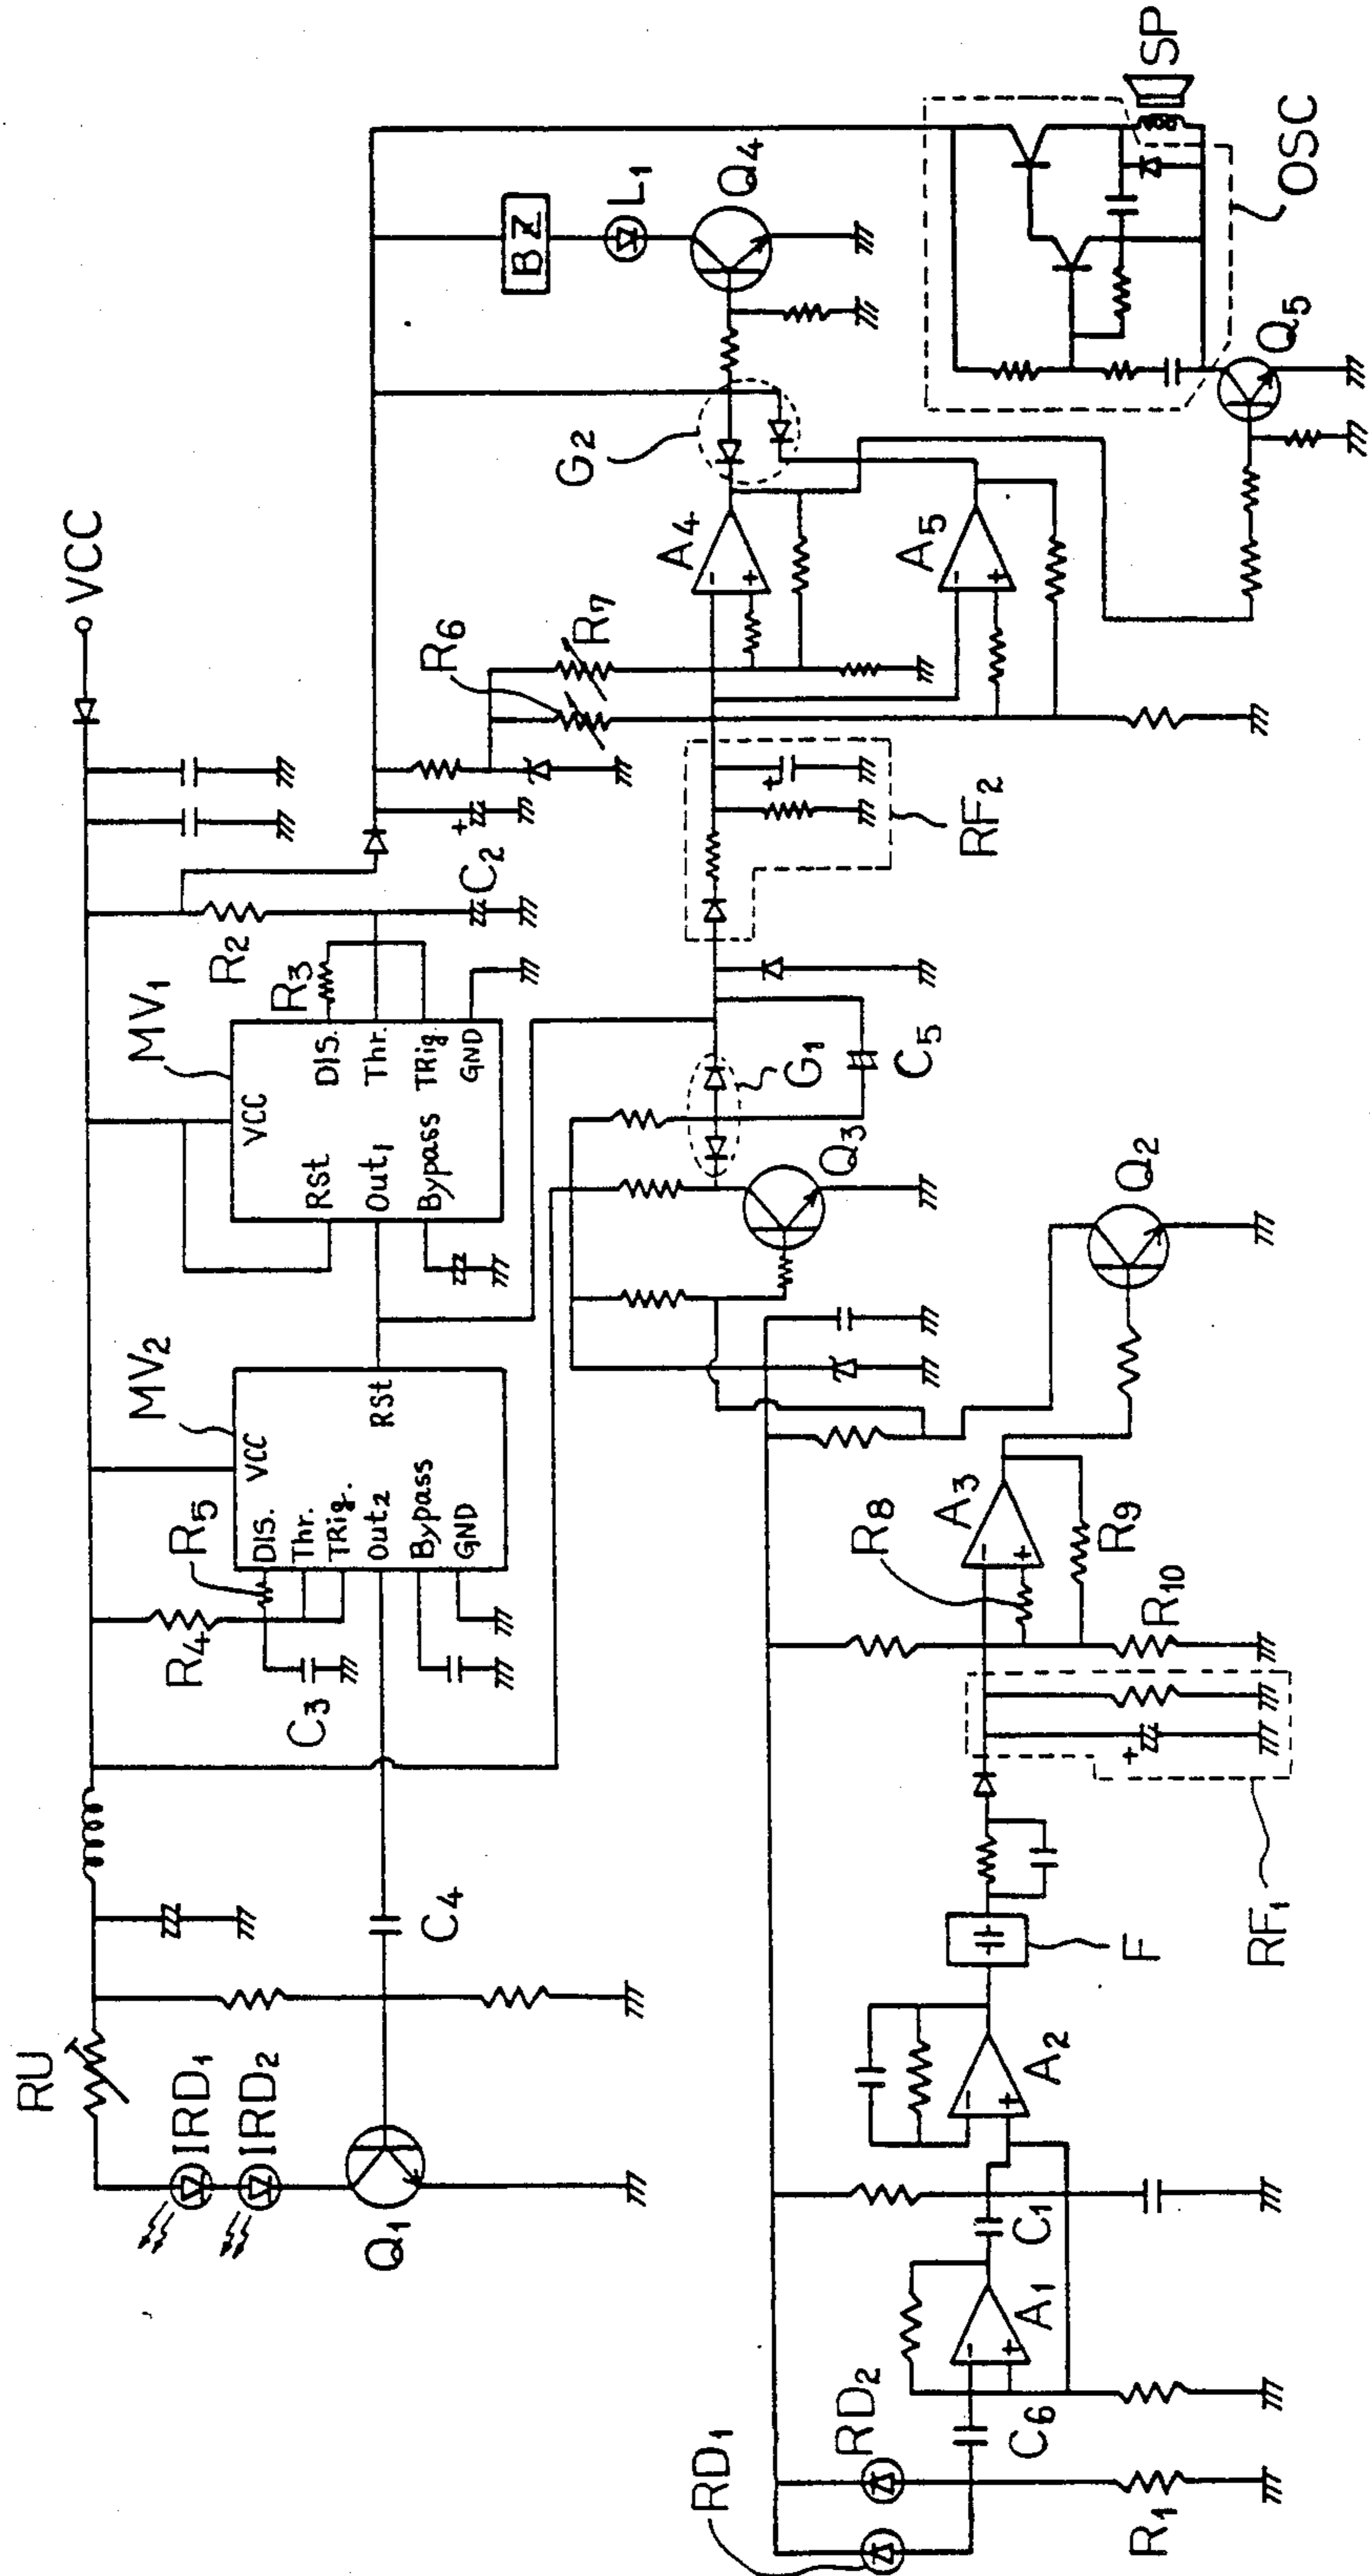 VCC
RU
IRD1
IRD2
Q1
C4
MV2
VCC
DIS.
Thr.
TRig.
Out2
Bypass
GND
RSt
R5
R4
C3
MV1
VCC
RSt
Out1
Bypass
DIS.
Thr.
TRig
GND
R3
R2
C2
R6
R7
BZ
L1
Q4
G2
A4
A5
RF2
G1
C5
Q3
Q2
Q5
OSC
SP
RD1
RD2
R1
C6
A1
C1
A2
F
RF1
R8
A3
R9
R10